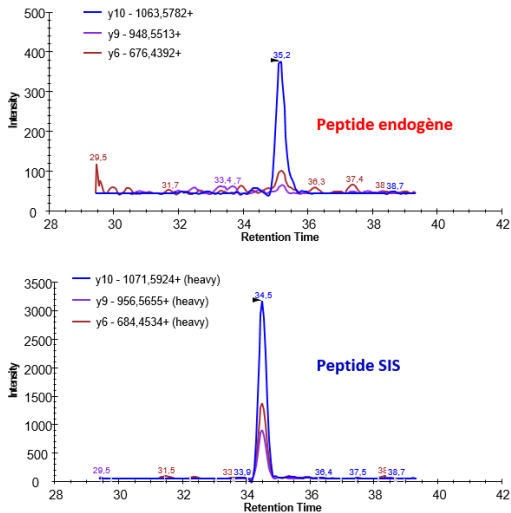 y10 - 1063,5782+
y9 - 948,5513+
y6 - 676,4392+
500
400
300
200
100
0
Intensity
29,5
31,7
33,4
,7
35,2
36,3
37,4
38
38,7
Peptide endogène
28 30 32 34 36 38 40 42
Retention Time
y10 - 1071,5924+ (heavy)
y9 - 956,5655+ (heavy)
y6 - 684,4534+ (heavy)
3500
3000
2500
2000
1500
1000
500
0
Intensity
29,5
31,5
33
33,9
34,5
36,4
37,5
38
38,7
Peptide SIS
28 30 32 34 36 38 40 42
Retention Time